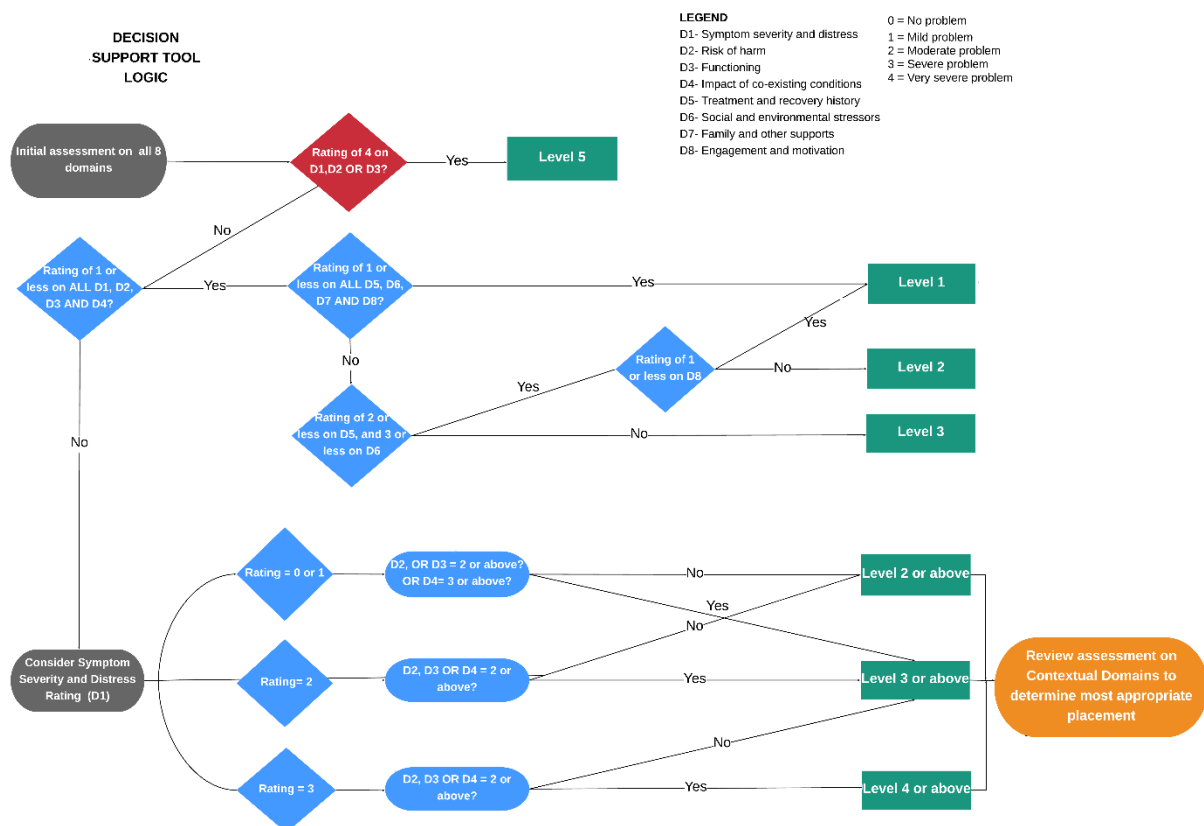 DECISION
SUPPORT TOOL
LOGIC
LEGEND
D1- Symptom severity and distress
D2- Risk of harm
D3- Functioning
D4- Impact of co-existing conditions
D5- Treatment and recovery history
D6- Social and environmental stressors
D7- Family and other supports
D8- Engagement and motivation
0 = No problem
1 = Mild problem
2 = Moderate problem
3 = Severe problem
4 = Very severe problem
Initial assessment on all 8
domains
Rating of 4 on
D1,D2 OR D3?
Yes
Level 5
No
Rating of 1 or
less on ALL D1, D2,
D3 AND D4?
Yes
Rating of 1 or
less on ALL D5, D6,
D7 AND D8?
Yes
Level 1
No
Rating of 2 or
less on D5, and 3 or
less on D6
Yes
Rating of 1
or less on D8
Yes
No
Level 2
No
Level 3
No
Consider Symptom
Severity and Distress
Rating (D1)
Rating = 0 or 1
D2, OR D3 = 2 or above?
OR D4= 3 or above?
No
Yes
Level 2 or above
Rating= 2
D2, D3 OR D4 = 2 or
above?
No
Yes
Level 3 or above
Rating = 3
D2, D3 OR D4 = 2 or
above?
No
Yes
Level 4 or above
Review assessment on
Contextual Domains to
determine most appropriate
placement